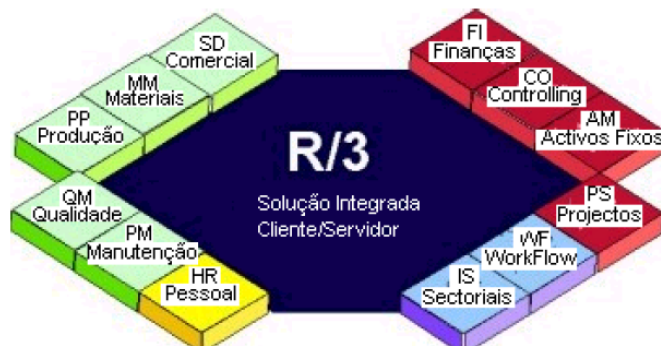 SD
Comercial
MM
Materiais
PP
Produção
FI
Finanças
CO
Controlling
AM
Activos Fixos
R/3
Solução Integrada
Cliente/Servidor
QM
Qualidade
PM
Manutenção
HR
Pessoal
PS
Projectos
WF
WorkFlow
IS
Sectoriais